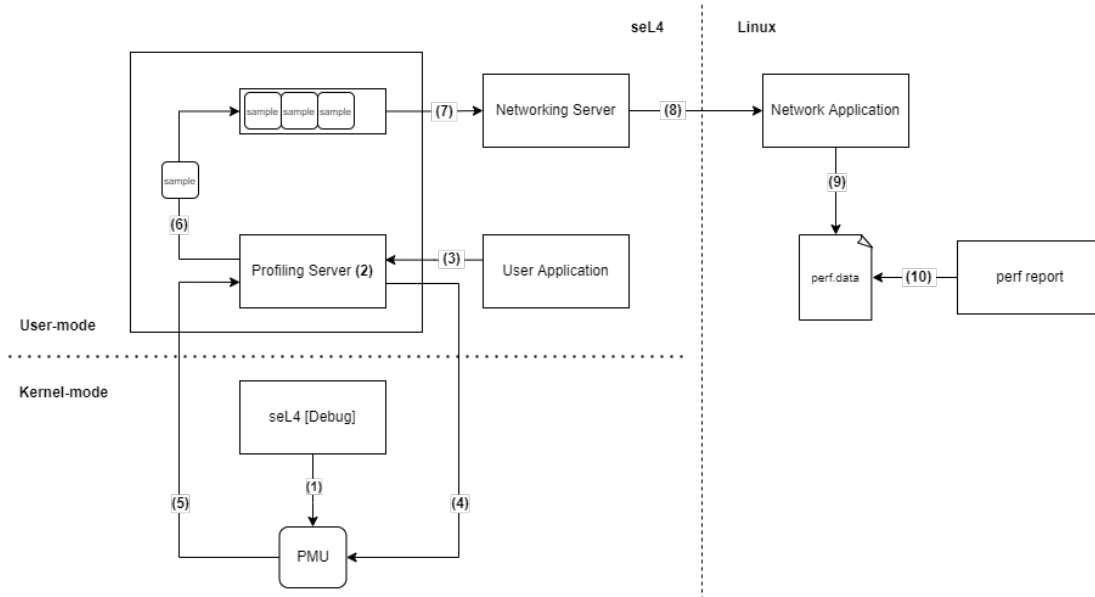 seL4
Linux
sample
sample
sample
(7)
Networking Server
(8)
Network Application
sample
(9)
(6)
Profiling Server (2)
(3)
User Application
perf.data
(10)
perf report
User-mode
Kernel-mode
seL4 [Debug]
(1)
(5)
(4)
PMU